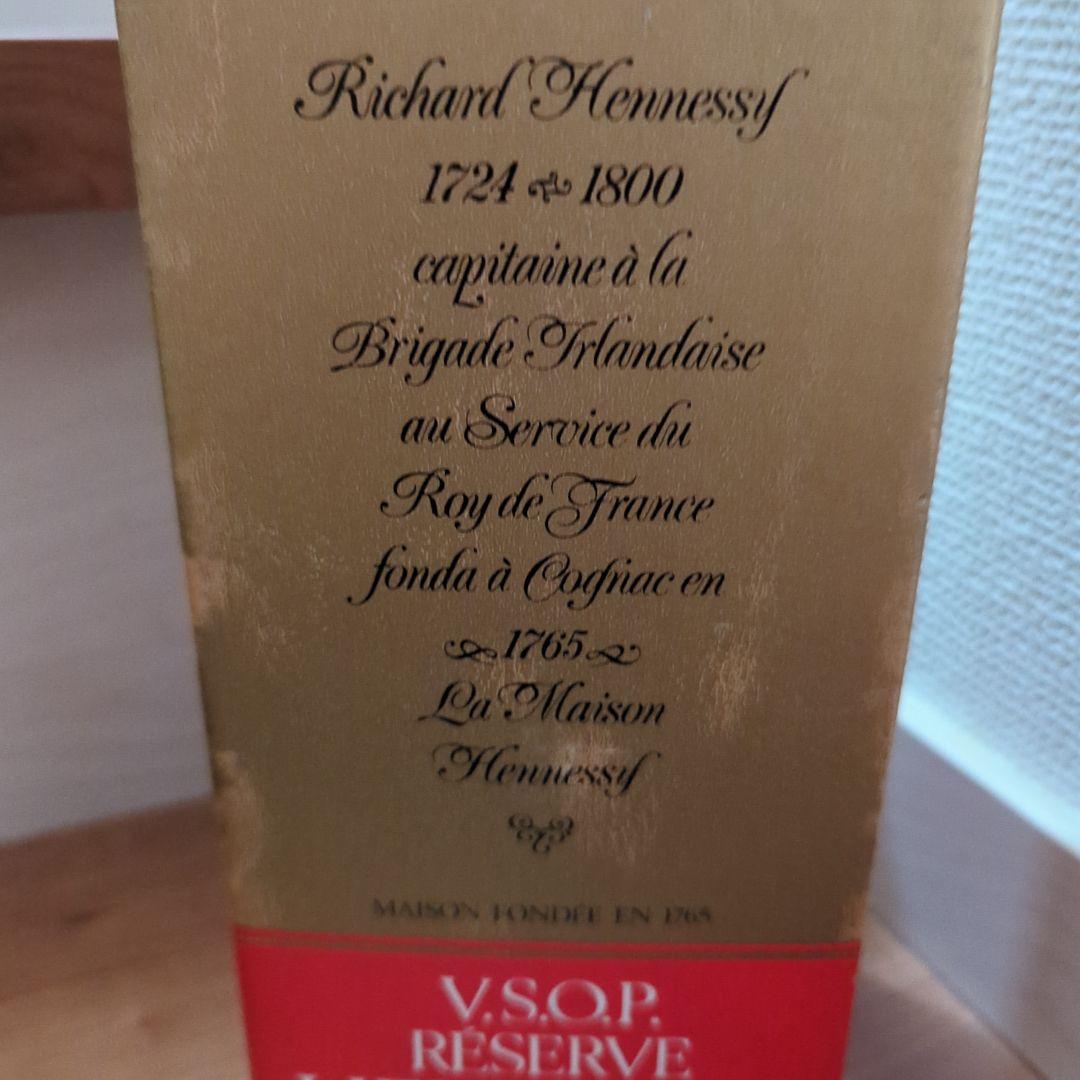 Richard Hennessy
1724 1800
capitaine à la
Brigade Irlandaise
au Service du
Roy de France
fonda à Cognac en
1765
La Maison
Hennessy
MAISON FONDÉE EN 1765
V.S.O.P.
RÉSERVE